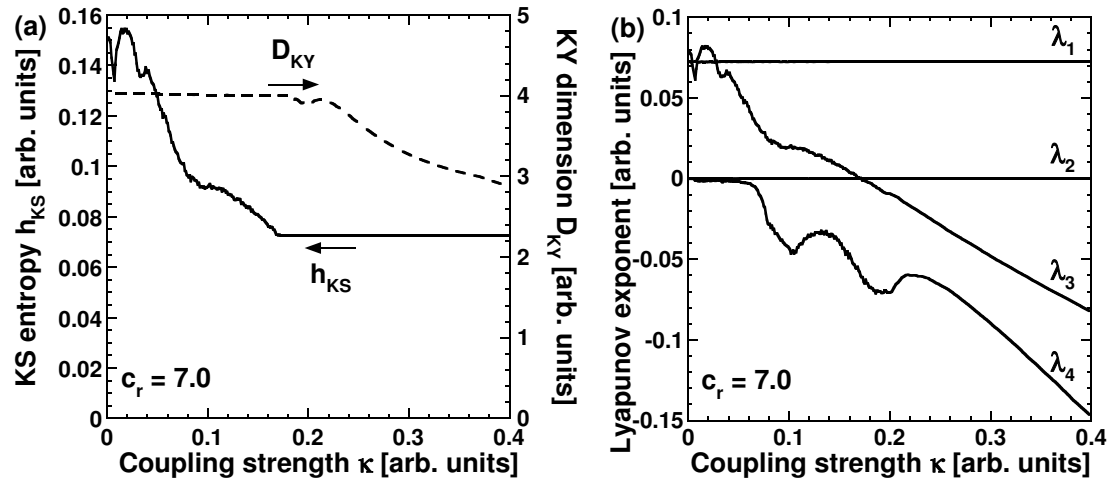 (a)
KS entropy h_KS [arb. units]
0.16
0.14
0.12
0.1
0.08
0.06
0.04
0.02
0
D_KY
h_KS
c_r = 7.0
0 0.1 0.2 0.3 0.4
Coupling strength κ [arb. units]
5
4
3
2
1
0
KY dimension D_KY [arb. units]
(b)
Lyapunov exponent [arb. units]
0.1
0.05
0
-0.05
-0.1
-0.15
λ_1
λ_2
λ_3
λ_4
c_r = 7.0
0 0.1 0.2 0.3 0.4
Coupling strength κ [arb. units]